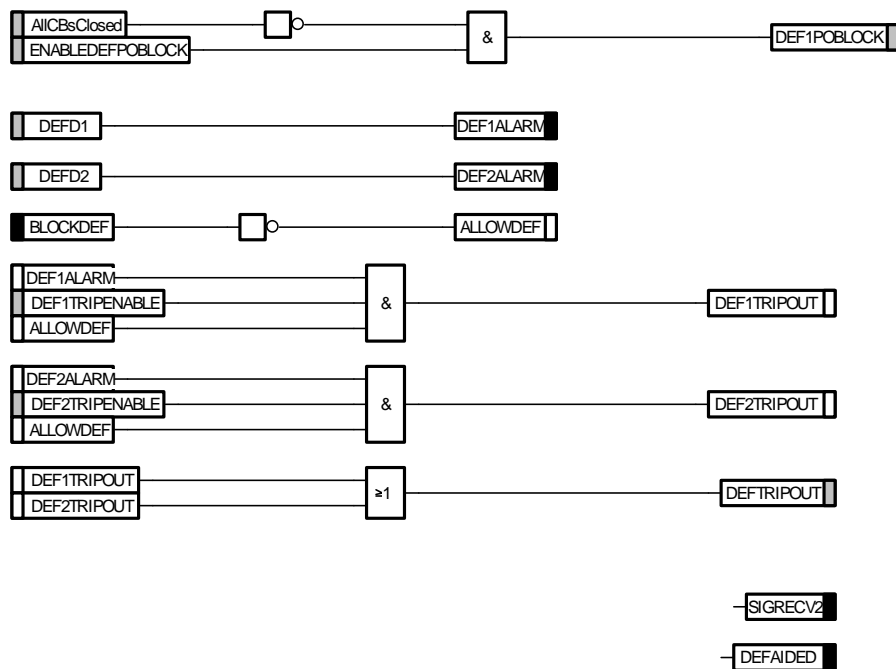 AllCBsClosed
ENABLEDEFPOBLOCK
&
DEF1POBLOCK
DEFD1
DEF1ALARM
DEFD2
DEF2ALARM
BLOCKDEF
ALLOWDEF
DEF1ALARM
DEF1TRIPENABLE
ALLOWDEF
&
DEF1TRIPOUT
DEF2ALARM
DEF2TRIPENABLE
ALLOWDEF
&
DEF2TRIPOUT
DEF1TRIPOUT
DEF2TRIPOUT
≥1
DEFTRIPOUT
SIGRECV2
DEFAIDED